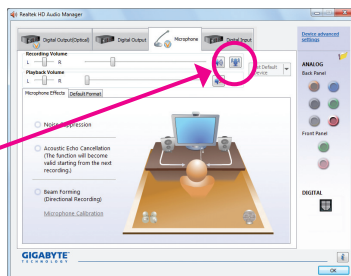 Realtek HD Audio Manager
Digital Output(Optical)
Digital Output
Microphone
Digital Input
Device advanced
settings
Recording Volume
L
R
Set Default
Device
Playback Volume
L
R
Microphone Effects
Default Format
ANALOG
Back Panel
Noise Suppression
Acoustic Echo Cancellation
(The function will become
valid starting from the next
recording.)
Beam Forming
(Directional Recording)
Microphone Calibration
Front Panel
DIGITAL
GIGABYTE
TECHNOLOGY
i
OK